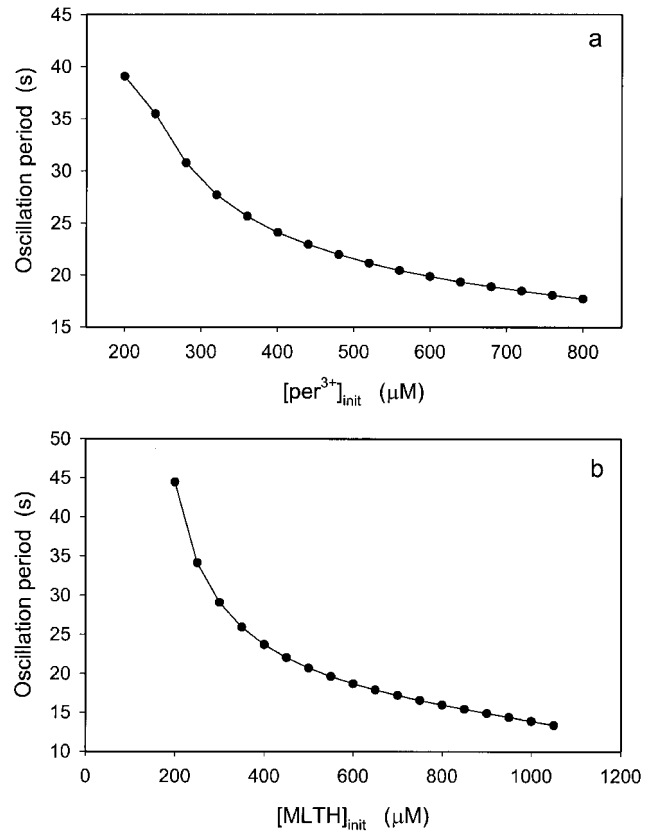 45
a
40
35
30
25
20
15
Oscillation period (s)
200 300 400 500 600 700 800
[per³⁺]init (μM)
50
b
45
40
35
30
25
20
15
10
Oscillation period (s)
0 200 400 600 800 1000 1200
[MLTH]init (μM)